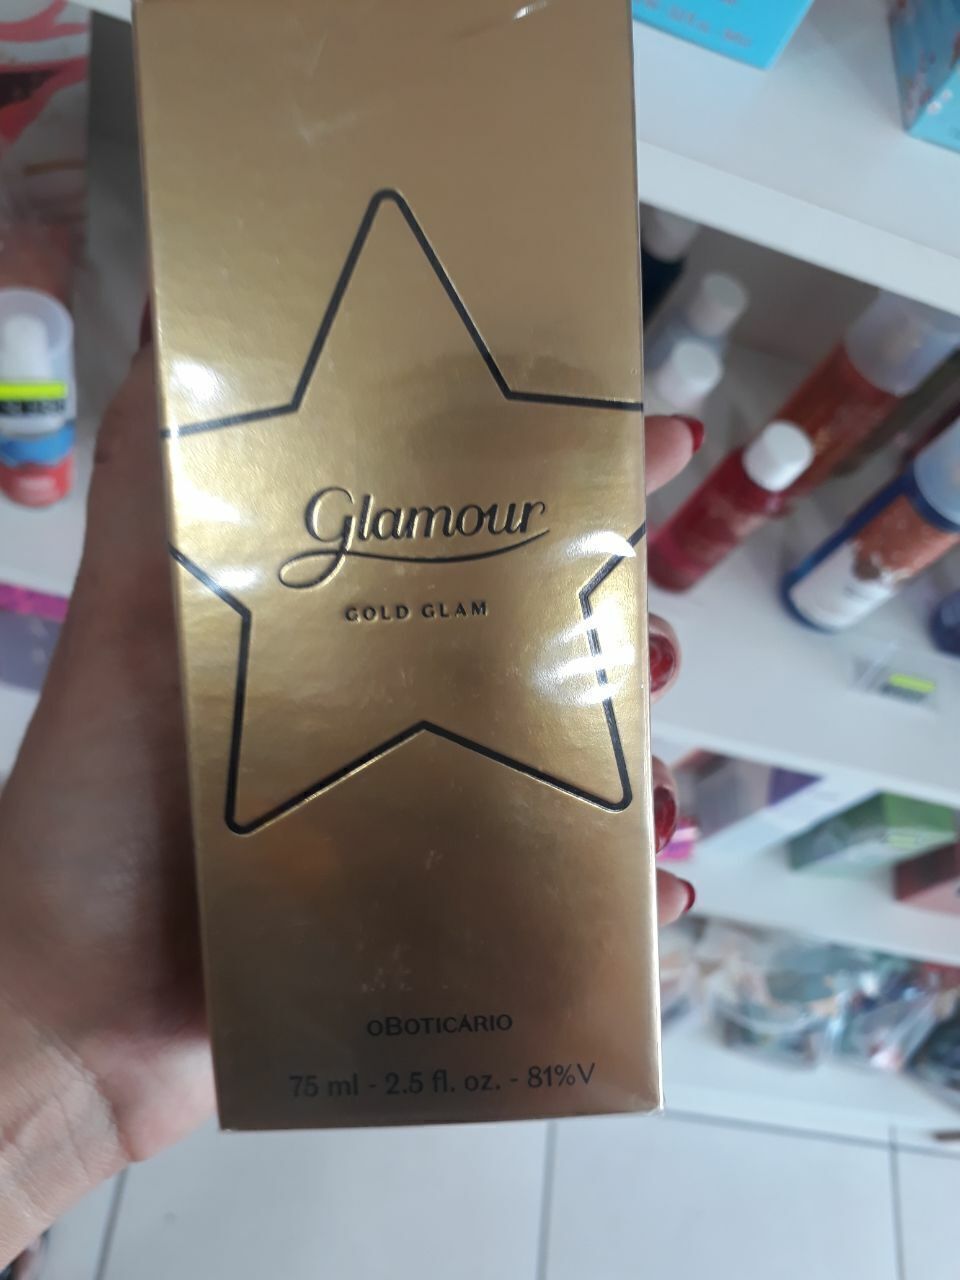 Glamour
GOLD GLAM
oBOTICÁRIO
75 ml - 2.5 fl. oz. - 81%V